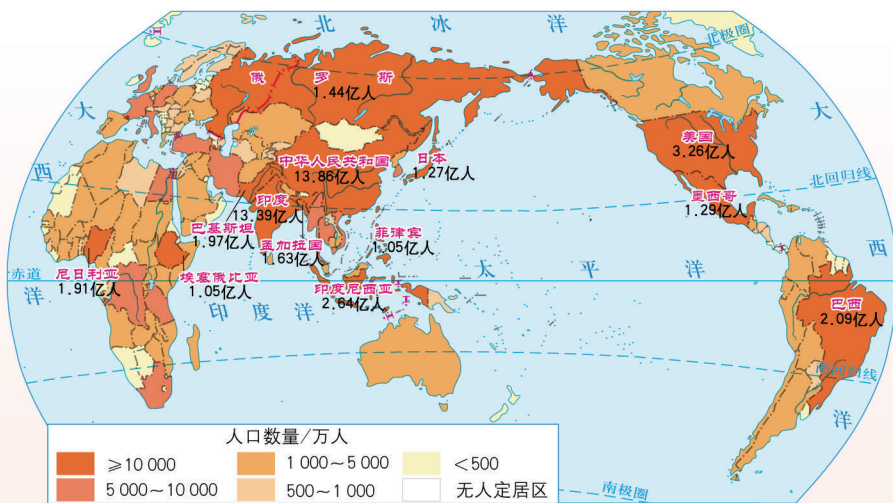 北冰洋
北极圈
俄罗斯
1.44亿人
大
大
西
中华人民共和国
13.86亿人
日本
1.27亿人
美国
3.26亿人
北回归线
墨西哥
1.29亿人
印度
13.39亿人
巴基斯坦
1.97亿人
孟加拉国
1.63亿人
菲律宾
1.05亿人
西
赤道
尼日利亚
1.91亿人
埃塞俄比亚
1.05亿人
印度尼西亚
2.64亿人
太平洋
洋
印度洋
巴西
2.09亿人
南回归线
洋
南极圈
人口数量/万人
≥10 000
1 000~5 000
<500
5 000~10 000
500~1 000
无人定居区